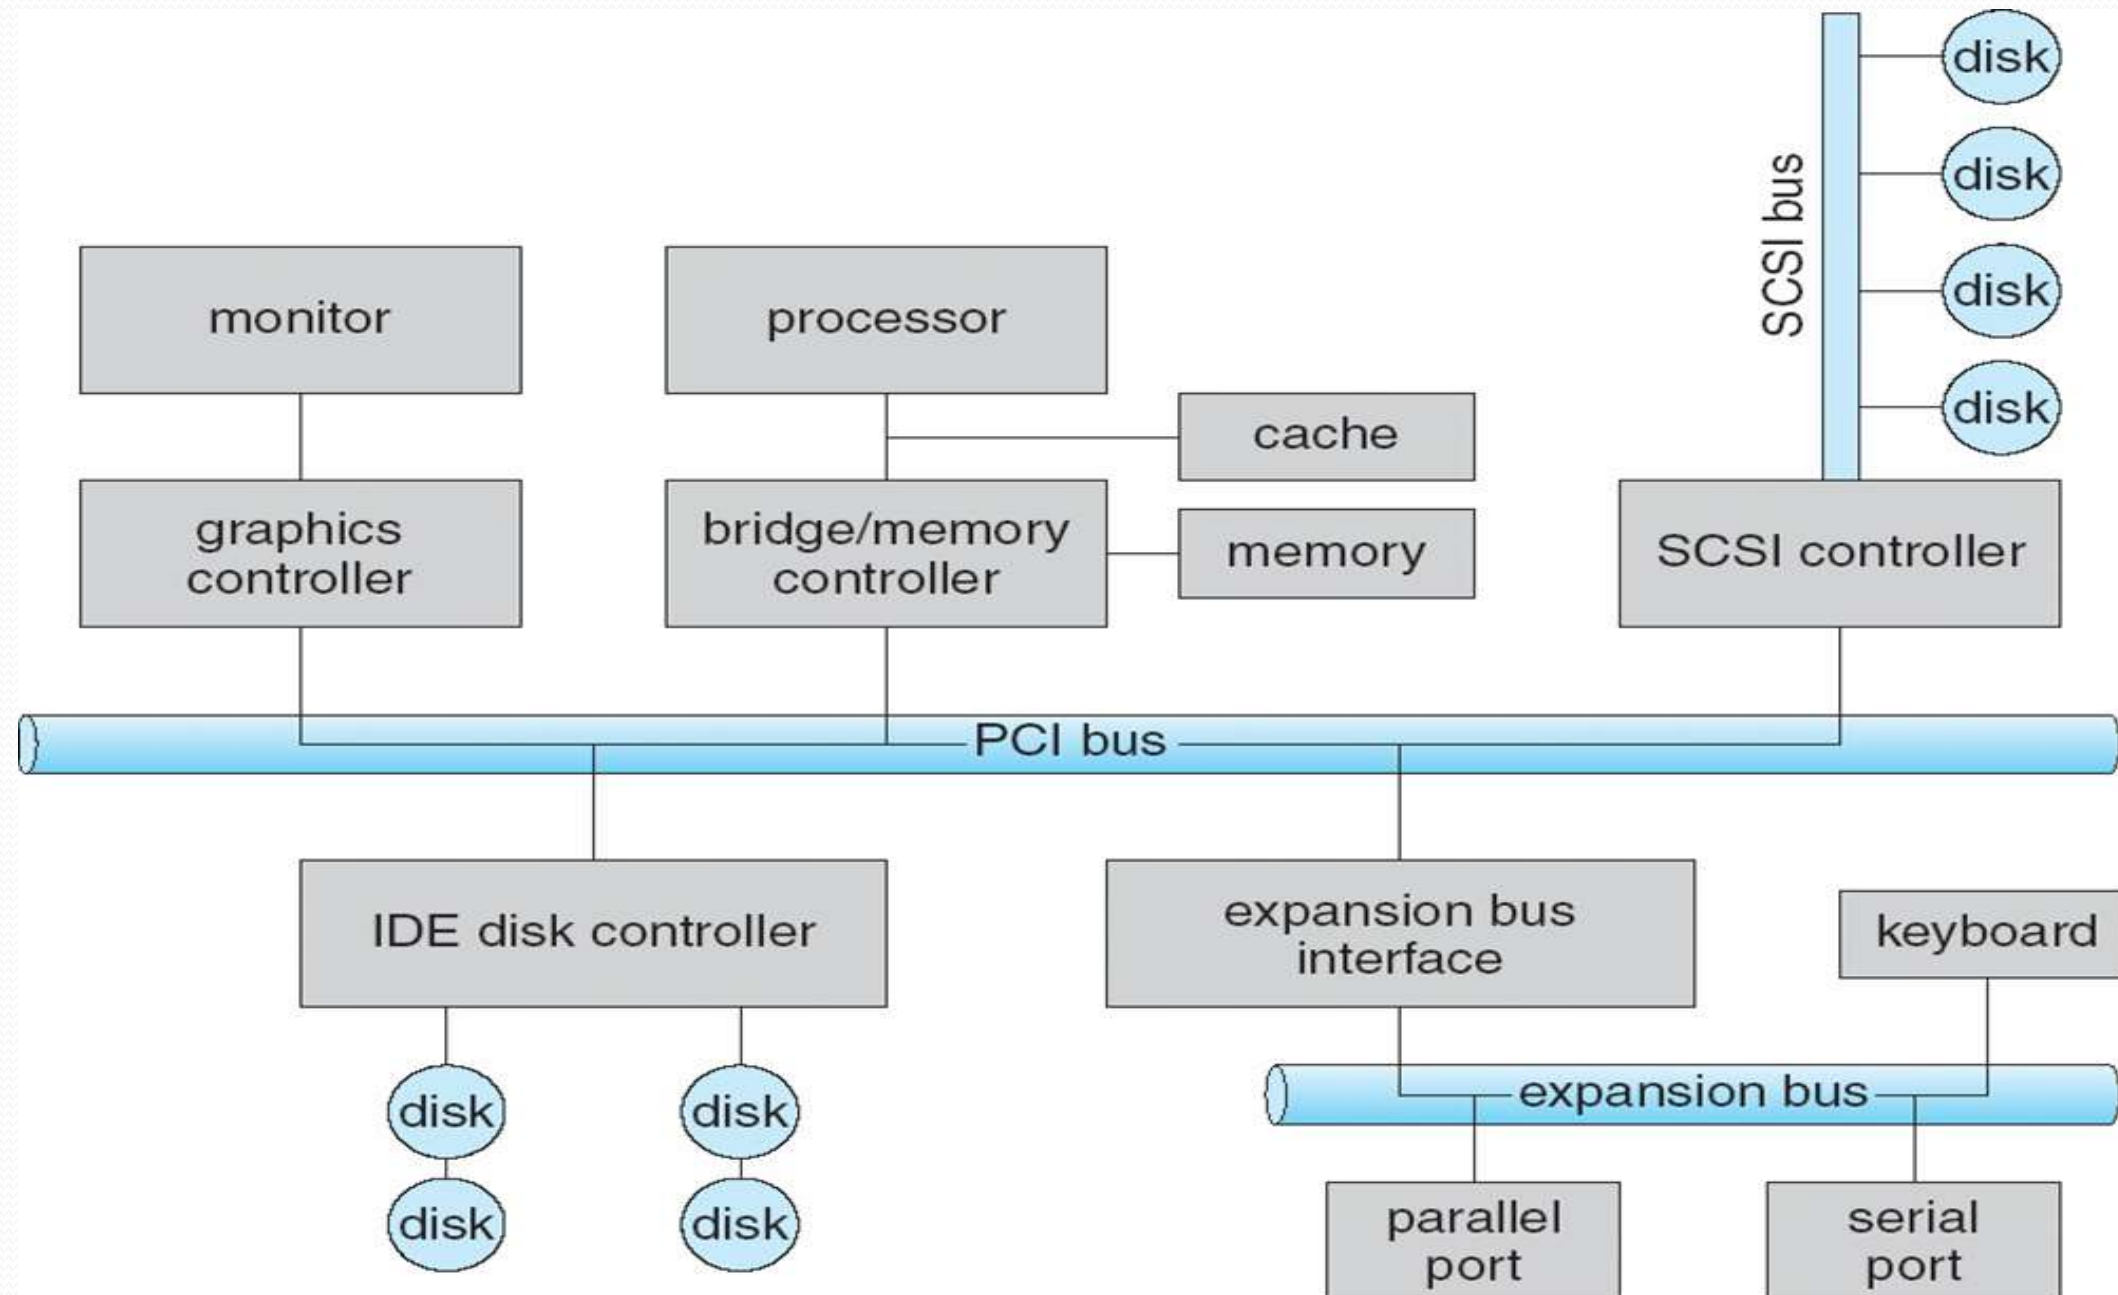 disk
disk
SCSI bus
disk
disk
monitor
processor
cache
graphics
controller
bridge/memory
controller
memory
SCSI controller
PCI bus
IDE disk controller
expansion bus
interface
keyboard
disk
disk
expansion bus
disk
disk
parallel
port
serial
port